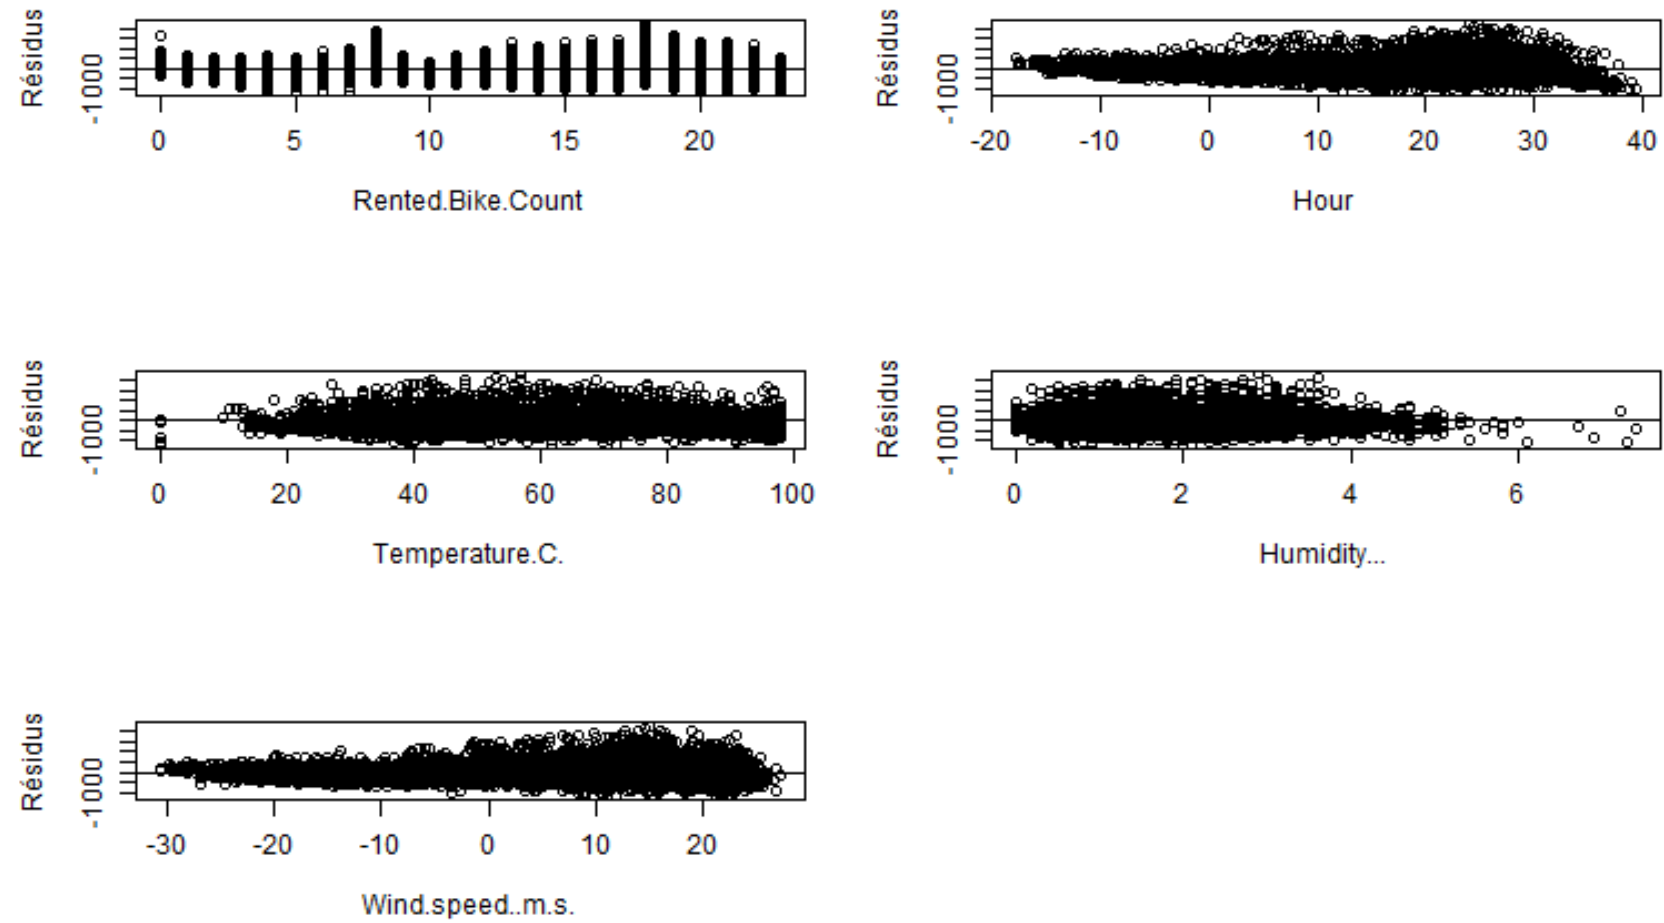 Résidus
-1000
0 5 10 15 20
Rented.Bike.Count
Résidus
-1000
-20 -10 0 10 20 30 40
Hour
Résidus
-1000
0 20 40 60 80 100
Temperature.C.
Résidus
-1000
0 2 4 6
Humidity...
Résidus
-1000
-30 -20 -10 0 10 20
Wind.speed..m.s.